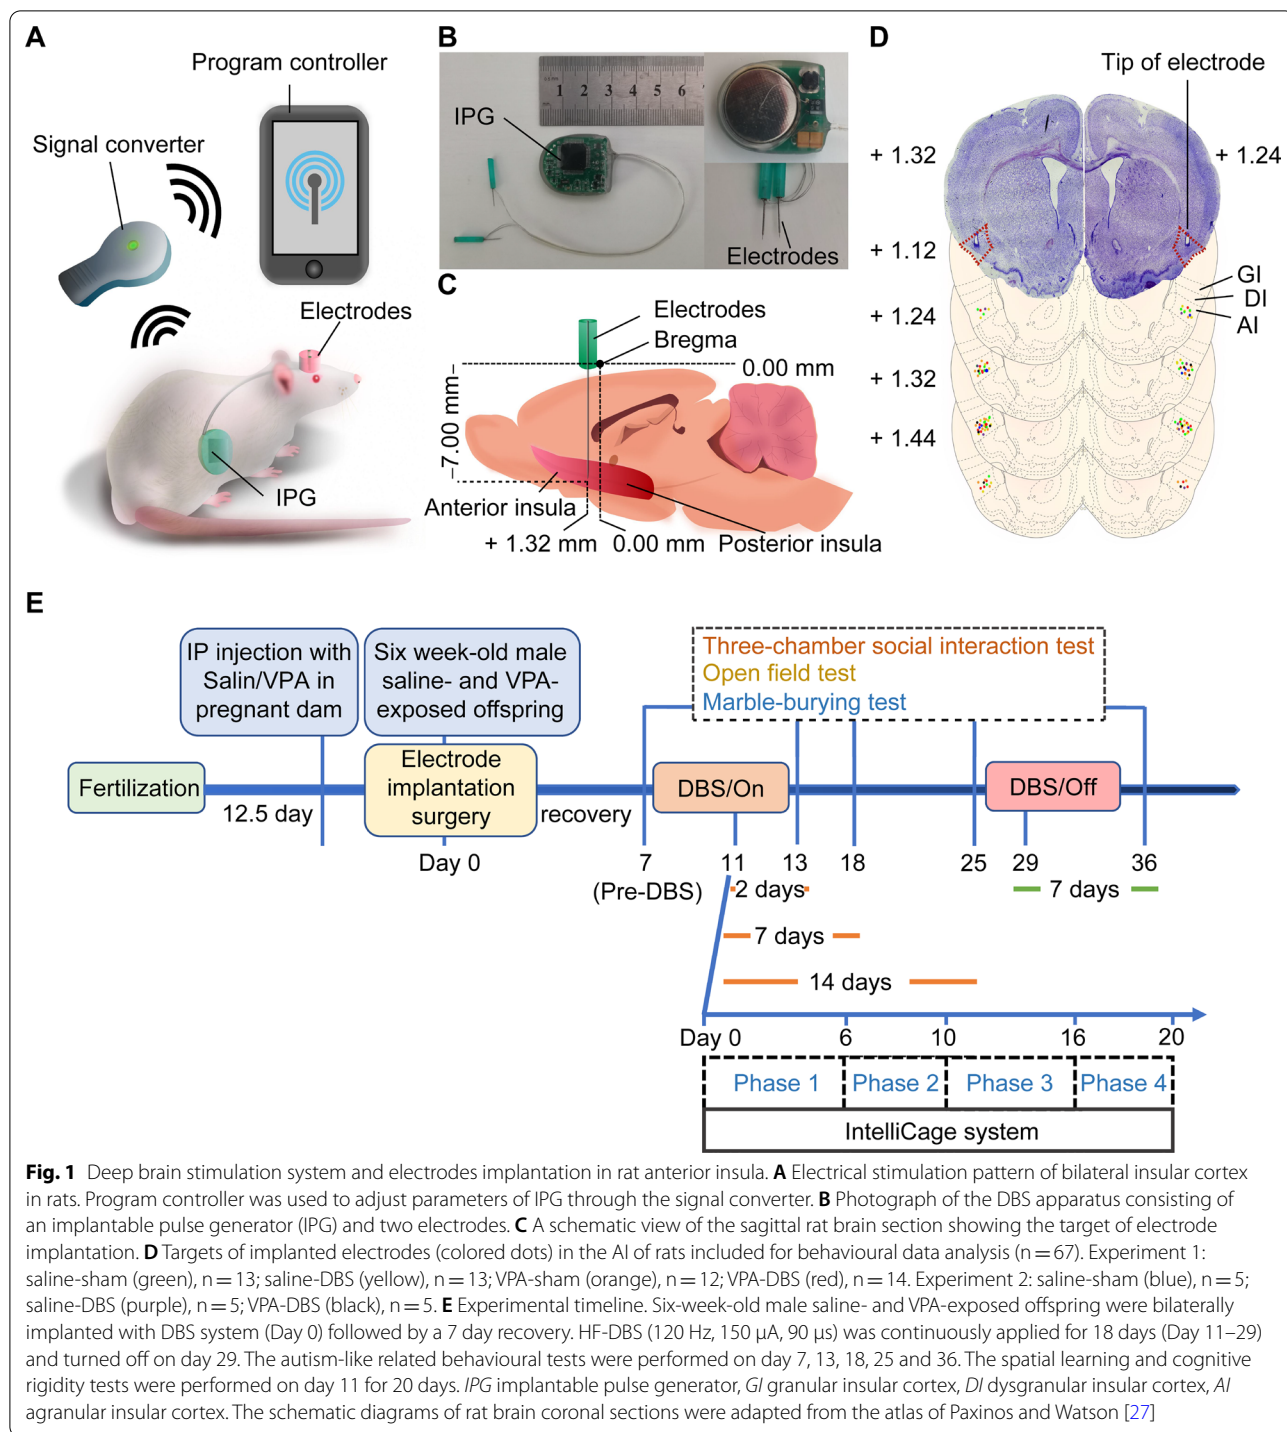 A
Program controller
Signal converter
Electrodes
IPG
B
IPG
1 2 3 4 5 6
Electrodes
C
Electrodes
Bregma
0.00 mm
–7.00 mm–
Anterior insula
+ 1.32 mm
0.00 mm
Posterior insula
D
Tip of electrode
+ 1.32
+ 1.24
+ 1.12
GI
DI
AI
+ 1.24
+ 1.32
+ 1.44
E
IP injection with
Salin/VPA in
pregnant dam
Six week-old male
saline- and VPA-
exposed offspring
Three-chamber social interaction test
Open field test
Marble-burying test
Fertilization
12.5 day
Electrode
implantation
surgery
recovery
DBS/On
DBS/Off
Day 0
7
11
13
18
25
29
36
(Pre-DBS)
2 days
7 days
7 days
14 days
Day 0
6
10
16
20
Phase 1
Phase 2
Phase 3
Phase 4
IntelliCage system
Fig. 1 Deep brain stimulation system and electrodes implantation in rat anterior insula. A Electrical stimulation pattern of bilateral insular cortex
in rats. Program controller was used to adjust parameters of IPG through the signal converter. B Photograph of the DBS apparatus consisting of
an implantable pulse generator (IPG) and two electrodes. C A schematic view of the sagittal rat brain section showing the target of electrode
implantation. D Targets of implanted electrodes (colored dots) in the AI of rats included for behavioural data analysis (n = 67). Experiment 1:
saline-sham (green), n = 13; saline-DBS (yellow), n = 13; VPA-sham (orange), n = 12; VPA-DBS (red), n = 14. Experiment 2: saline-sham (blue), n = 5;
saline-DBS (purple), n = 5; VPA-DBS (black), n = 5. E Experimental timeline. Six-week-old male saline- and VPA-exposed offspring were bilaterally
implanted with DBS system (Day 0) followed by a 7 day recovery. HF-DBS (120 Hz, 150 μA, 90 μs) was continuously applied for 18 days (Day 11–29)
and turned off on day 29. The autism-like related behavioural tests were performed on day 7, 13, 18, 25 and 36. The spatial learning and cognitive
rigidity tests were performed on day 11 for 20 days. IPG implantable pulse generator, GI granular insular cortex, DI dysgranular insular cortex, AI
agranular insular cortex. The schematic diagrams of rat brain coronal sections were adapted from the atlas of Paxinos and Watson [27]